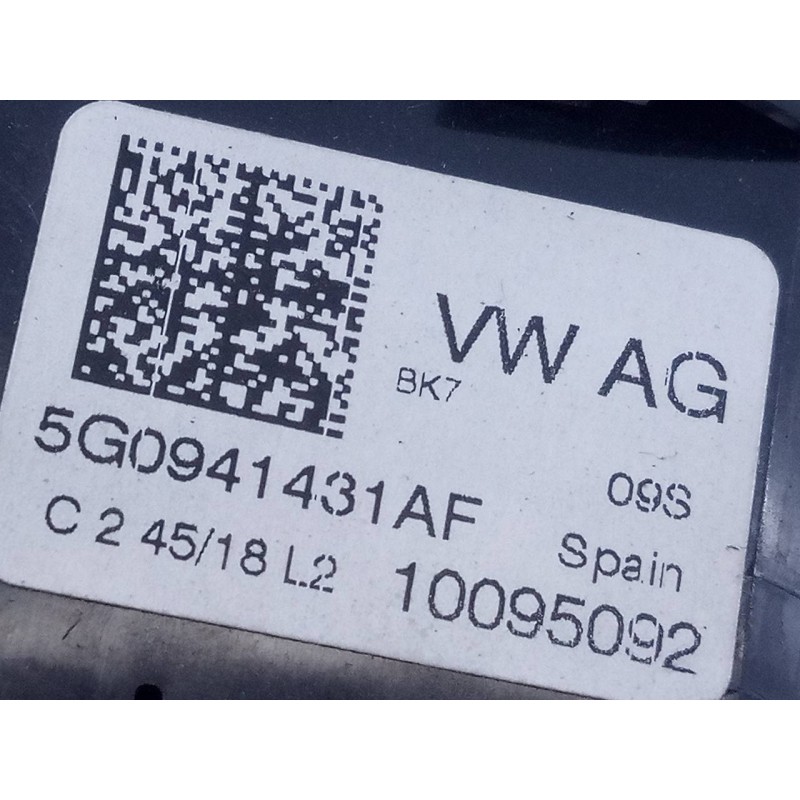 VW AG
BK7
5G0941431AF
09S
C 2 45/18 L2
Spain
10095092